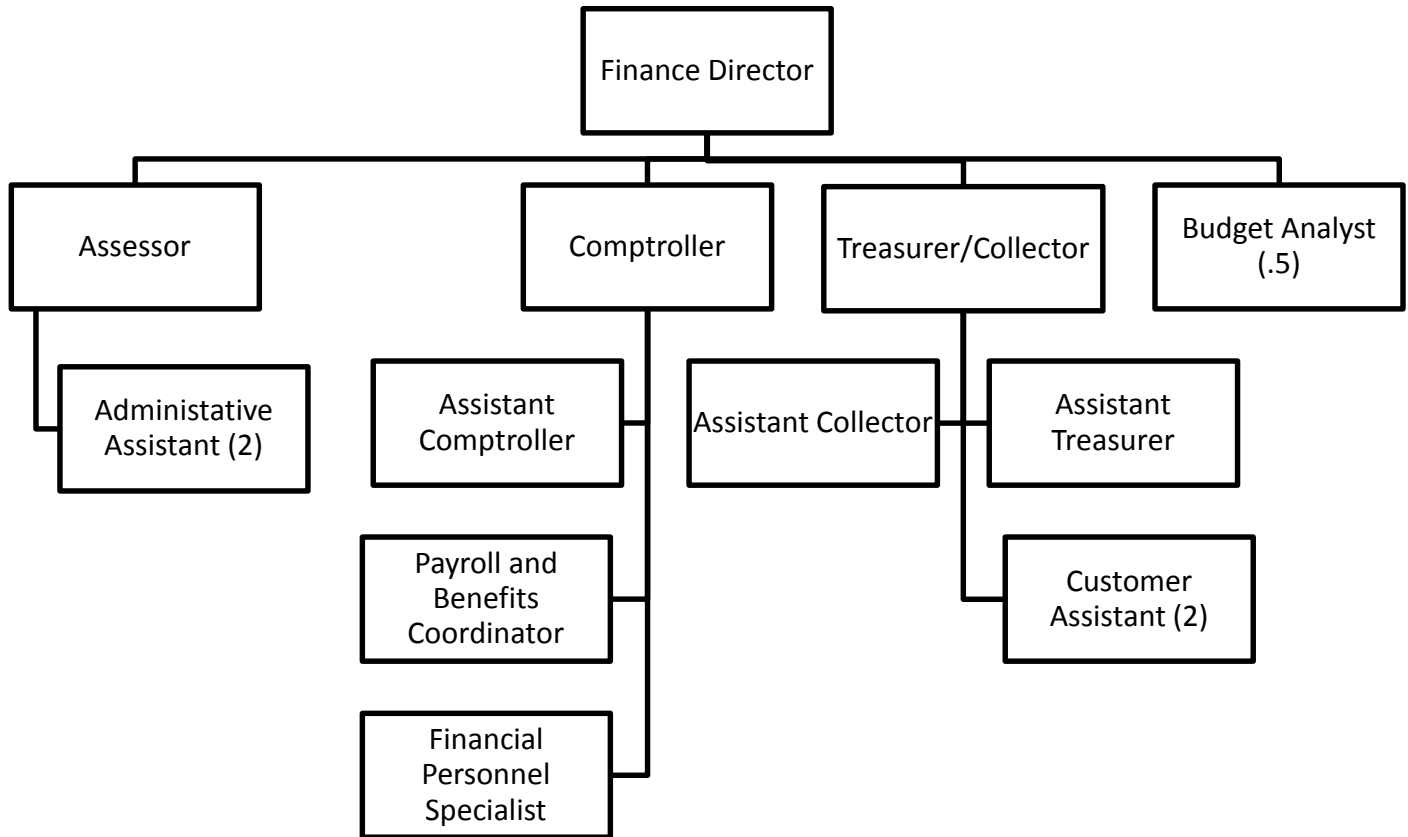 Finance Director
Assessor
Comptroller
Treasurer/Collector
Budget Analyst
(.5)
Administative
Assistant (2)
Assistant
Comptroller
Assistant Collector
Assistant
Treasurer
Payroll and
Benefits
Coordinator
Customer
Assistant (2)
Financial
Personnel
Specialist